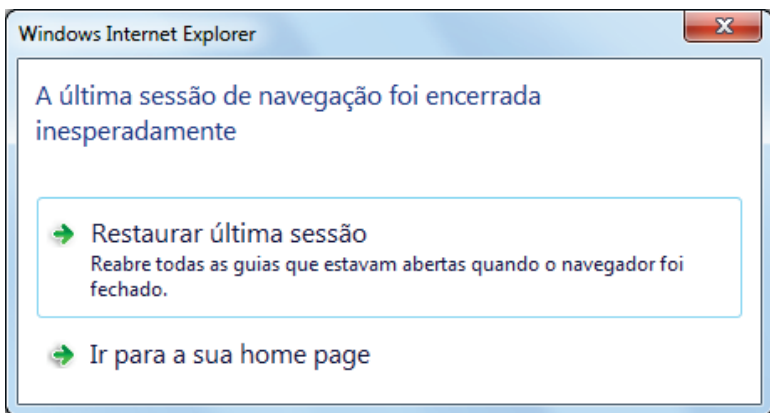 Windows Internet Explorer
A última sessão de navegação foi encerrada
inesperadamente
Restaurar última sessão
Reabre todas as guias que estavam abertas quando o navegador foi
fechado.
Ir para a sua home page